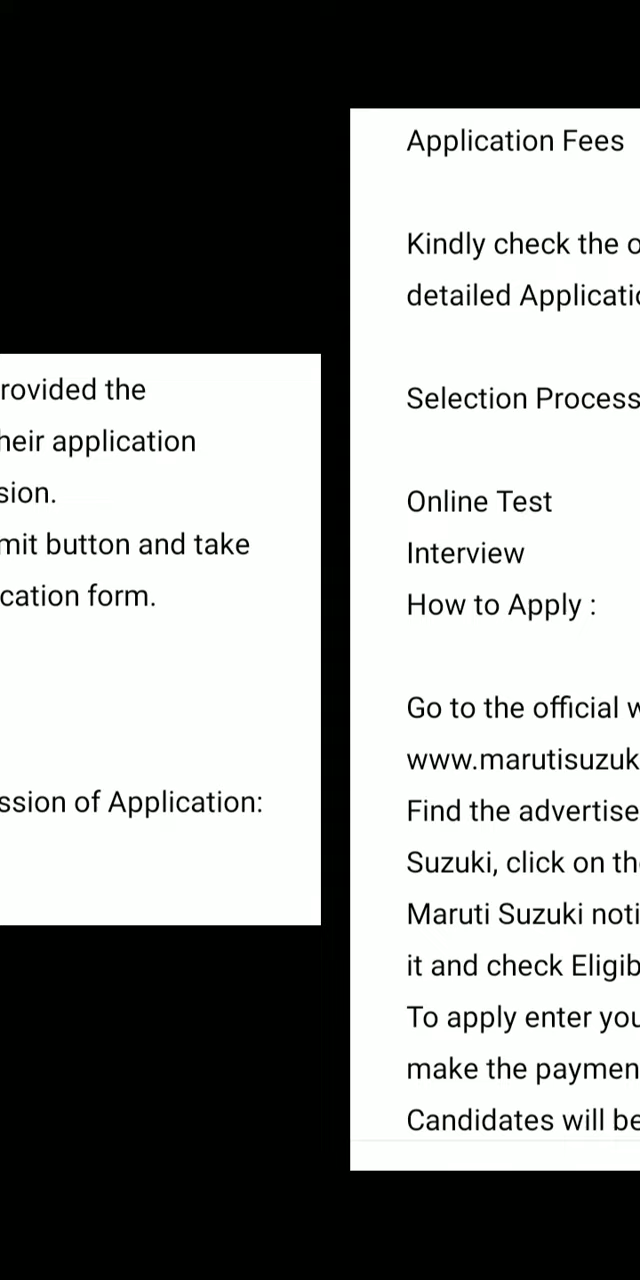 rovided the
heir application
sion.
mit button and take
cation form.
ssion of Application:
Application Fees
Kindly check the o
detailed Applicatio
Selection Process
Online Test
Interview
How to Apply :
Go to the official w
www.marutisuzuk
Find the advertise
Suzuki, click on the
Maruti Suzuki noti
it and check Eligib
To apply enter you
make the paymen
Candidates will be